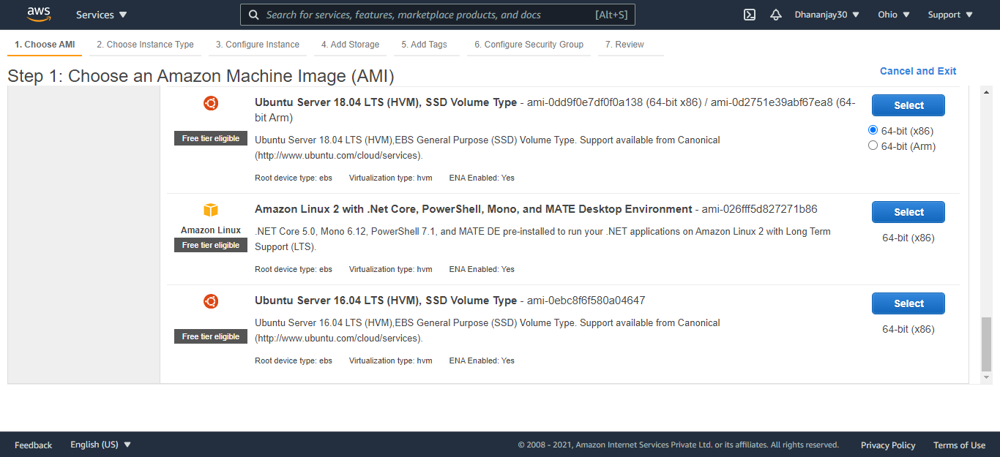 aws
Services
Search for services, features, marketplace products, and docs [Alt+S]
Dhananjay30
Ohio
Support
1. Choose AMI
2. Choose Instance Type
3. Configure Instance
4. Add Storage
5. Add Tags
6. Configure Security Group
7. Review
Step 1: Choose an Amazon Machine Image (AMI)
Cancel and Exit
Ubuntu Server 18.04 LTS (HVM), SSD Volume Type - ami-0dd9f0e7df0f0a138 (64-bit x86) / ami-0d2751e39abf67ea8 (64-
bit Arm)
Free tier eligible
Ubuntu Server 18.04 LTS (HVM),EBS General Purpose (SSD) Volume Type. Support available from Canonical
(http://www.ubuntu.com/cloud/services).
Root device type: ebs Virtualization type: hvm ENA Enabled: Yes
Select
64-bit (x86)
64-bit (Arm)
Amazon Linux 2 with .Net Core, PowerShell, Mono, and MATE Desktop Environment - ami-026fff5d827271b86
Amazon Linux
Free tier eligible
.NET Core 5.0, Mono 6.12, PowerShell 7.1, and MATE DE pre-installed to run your .NET applications on Amazon Linux 2 with Long Term
Support (LTS).
Root device type: ebs Virtualization type: hvm ENA Enabled: Yes
Select
64-bit (x86)
Ubuntu Server 16.04 LTS (HVM), SSD Volume Type - ami-0ebc8f6f580a04647
Free tier eligible
Ubuntu Server 16.04 LTS (HVM),EBS General Purpose (SSD) Volume Type. Support available from Canonical
(http://www.ubuntu.com/cloud/services).
Root device type: ebs Virtualization type: hvm ENA Enabled: Yes
Select
64-bit (x86)
Feedback
English (US)
© 2008 - 2021, Amazon Internet Services Private Ltd. or its affiliates. All rights reserved.
Privacy Policy
Terms of Use